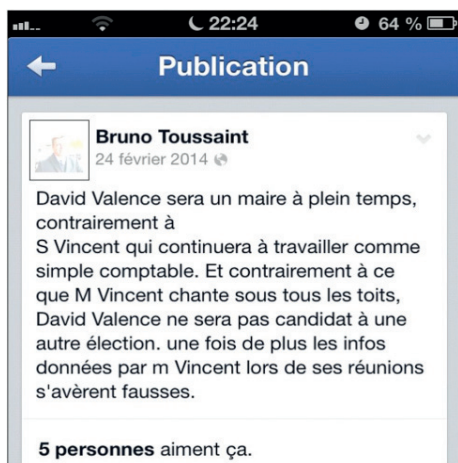 22:24 64 %
Publication
Bruno Toussaint
24 février 2014
David Valence sera un maire à plein temps,
contrairement à
S Vincent qui continuera à travailler comme
simple comptable. Et contrairement à ce
que M Vincent chante sous tous les toits,
David Valence ne sera pas candidat à une
autre élection. une fois de plus les infos
données par m Vincent lors de ses réunions
s'avèrent fausses.
5 personnes aiment ça.